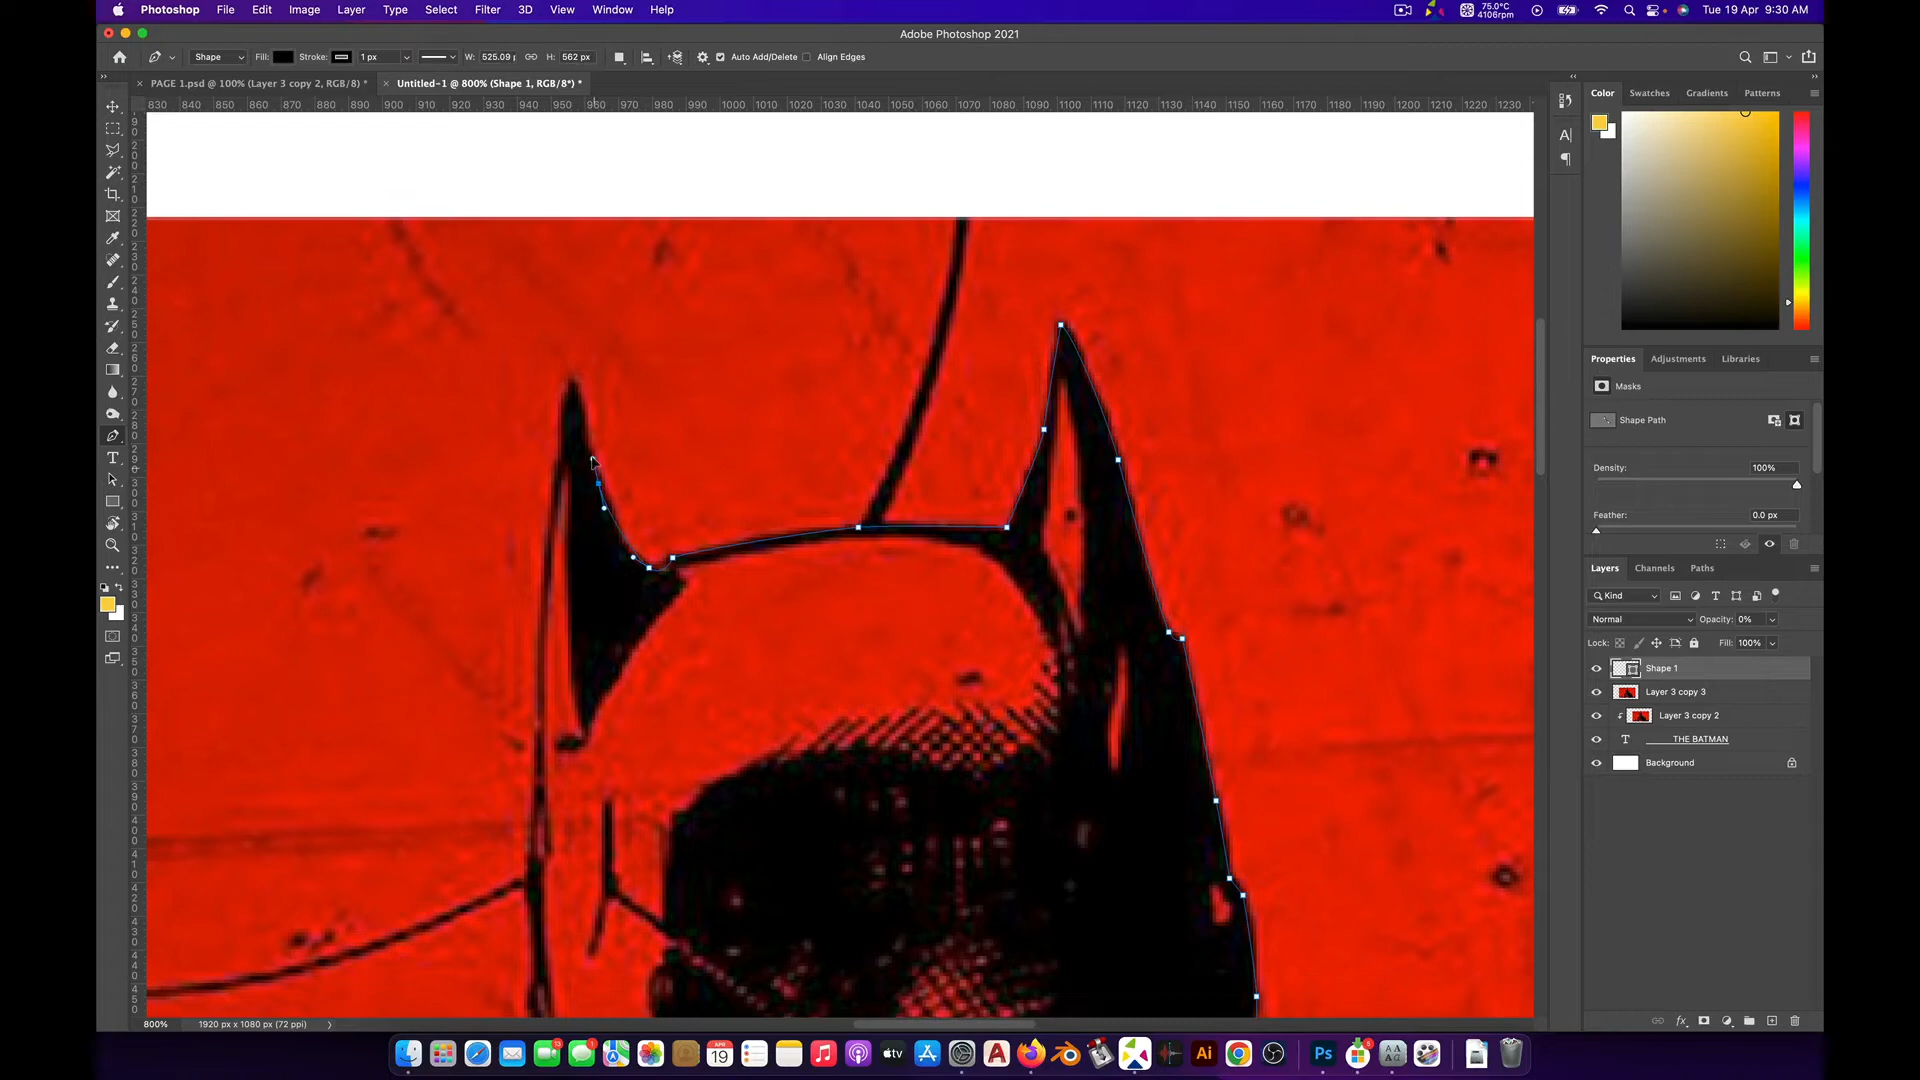 Photoshop File Edit Image Layer Type Select Filter 3D View Window Help 75.0°C 4106rpm Tue 19 Apr 9:30 AM
Adobe Photoshop 2021
Shape Fill: Stroke: 1 px W: 525.09 p H: 562 px Auto Add/Delete Align Edges
PAGE 1.psd @ 100% (Layer 3 copy 2, RGB/8) * Untitled-1 @ 800% (Shape 1, RGB/8*) *
830 840 850 860 870 880 890 900 910 920 930 940 950 960 970 980 990 1000 1010 1020 1030 1040 1050 1060 1070 1080 1090 1100 1110 1120 1130 1140 1150 1160 1170 1180 1190 1200 1210 1220 1230
Color Swatches Gradients Patterns
Properties Adjustments Libraries
Masks
Shape Path
Density: 100%
Feather: 0.0 px
Layers Channels Paths
Kind
Normal Opacity: 0%
Lock: Fill: 100%
Shape 1
Layer 3 copy 3
Layer 3 copy 2
THE BATMAN
Background
800% 1920 px x 1080 px (72 ppi)
APR 19
tv
Ai
Ps